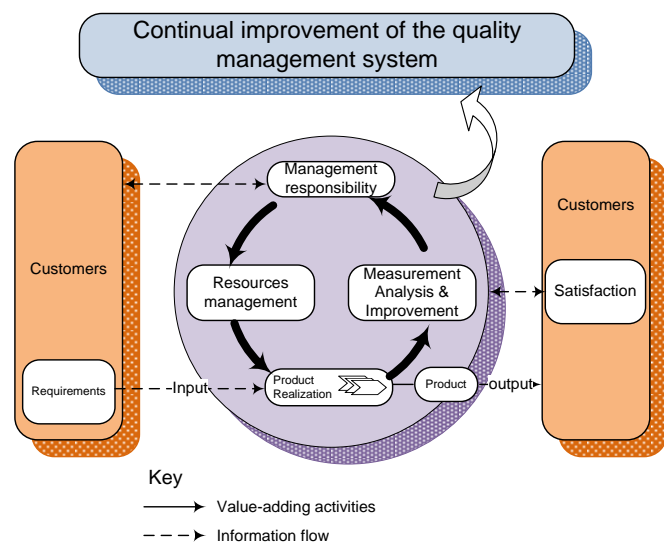 Continual improvement of the quality
management system
Management
responsibility
Customers
Customers
Resources
management
Measurement
Analysis &
Improvement
Satisfaction
Requirements
Input
Product
Realization
Product
output
Key
Value-adding activities
Information flow